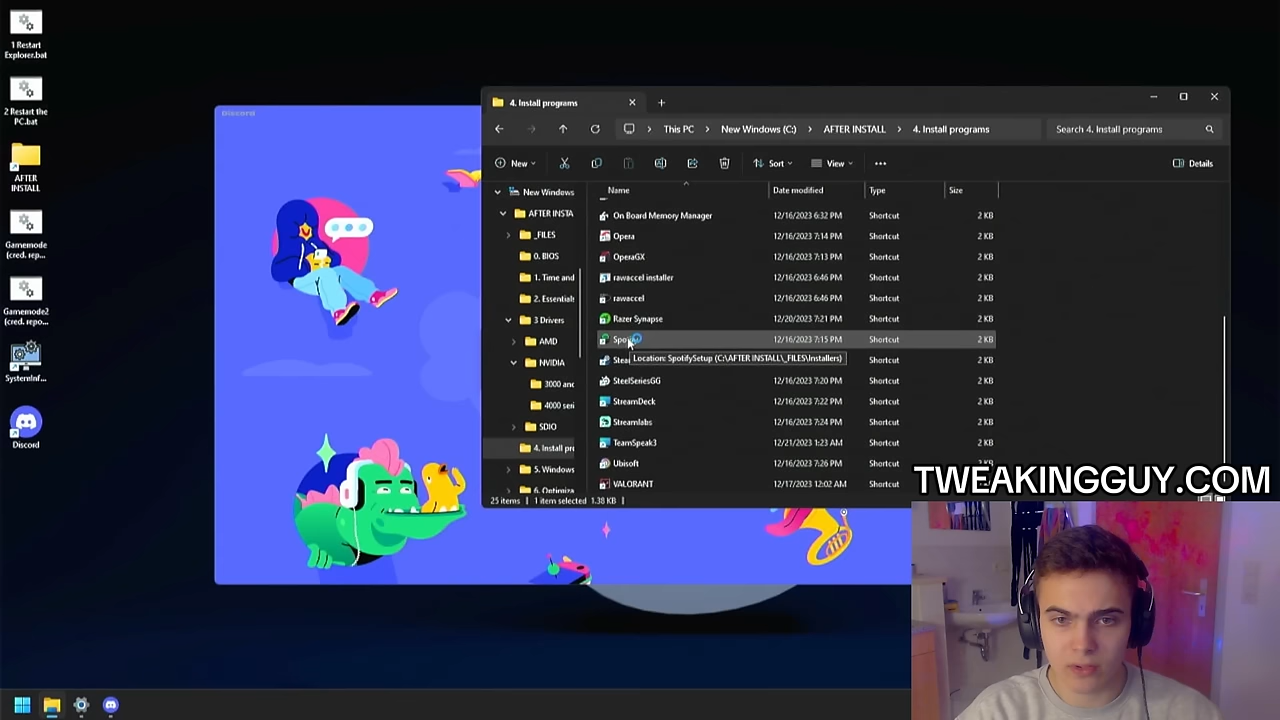 1 Restart
Explorer.bat
2 Restart the
PC.bat
AFTER
INSTALL
Gamemode
(cred. rep...
Gamemode2
(cred. repo...
SystemInf...
Discord
Discord
4. Install programs
This PC > New Windows (C:) > AFTER INSTALL > 4. Install programs
Search 4. Install programs
New
Sort
View
Details
New Windows
AFTER INSTA
_FILES
0. BIOS
1. Time and
2. Essentials
3 Drivers
AMD
NVIDIA
3000 and
4000 seri
SDIO
4. Install pr
5. Windows
6. Optimiza
Name Date modified Type Size
On Board Memory Manager 12/16/2023 6:32 PM Shortcut 2 KB
Opera 12/16/2023 7:14 PM Shortcut 2 KB
OperaGX 12/16/2023 7:13 PM Shortcut 2 KB
rawaccel installer 12/16/2023 6:46 PM Shortcut 2 KB
rawaccel 12/16/2023 6:46 PM Shortcut 2 KB
Razer Synapse 12/20/2023 7:21 PM Shortcut 2 KB
Spo 12/16/2023 7:15 PM Shortcut 2 KB
Location: SpotifySetup (C:\AFTER INSTALL\_FILES\Installers)
Stea Shortcut 2 KB
SteelSeriesGG 12/16/2023 7:20 PM Shortcut 2 KB
StreamDeck 12/16/2023 7:22 PM Shortcut 2 KB
Streamlabs 12/16/2023 7:24 PM Shortcut 2 KB
TeamSpeak3 12/21/2023 1:23 AM Shortcut 2 KB
Ubisoft 12/16/2023 7:26 PM Shortcut 2 KB
VALORANT 12/17/2023 12:02 AM Shortcut 2 KB
25 items 1 item selected 1.38 KB
TWEAKINGGUY.COM